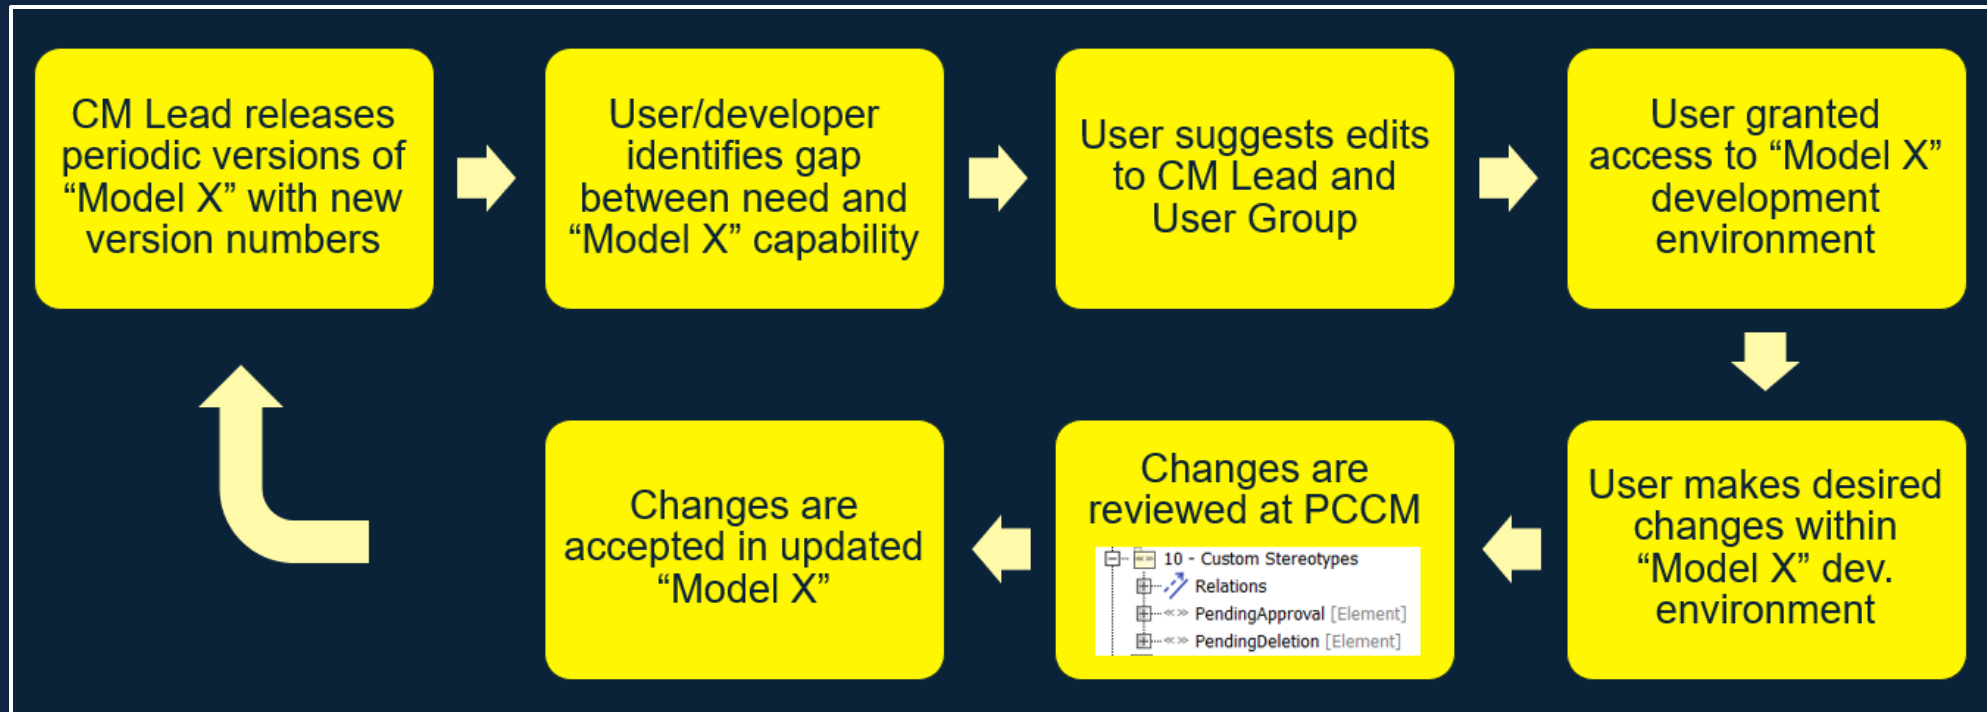 CM Lead releases
periodic versions of
“Model X” with new
version numbers
User/developer
identifies gap
between need and
“Model X” capability
User suggests edits
to CM Lead and
User Group
User granted
access to “Model X”
development
environment
User makes desired
changes within
“Model X” dev.
environment
Changes are
reviewed at PCCM
10 - Custom Stereotypes
Relations
«» PendingApproval [Element]
«» PendingDeletion [Element]
Changes are
accepted in updated
“Model X”